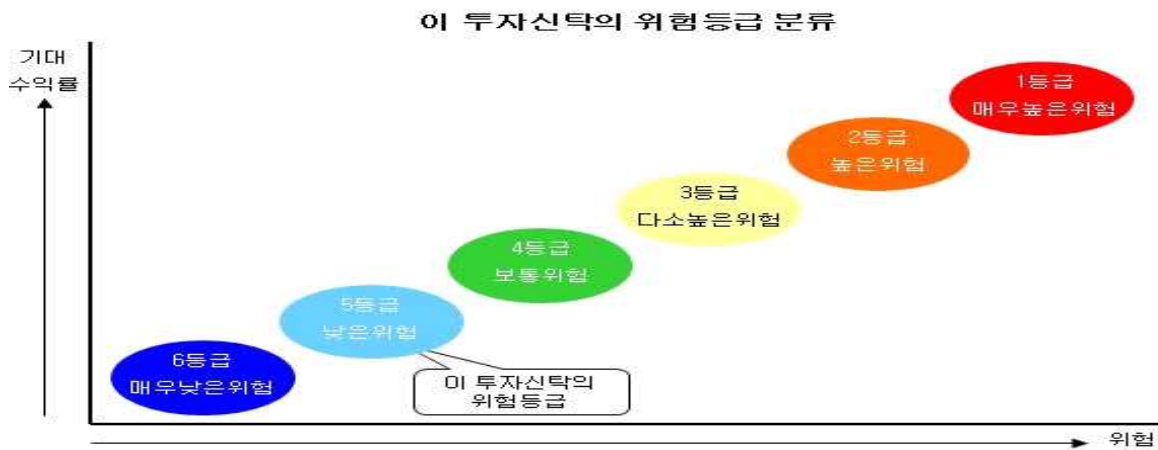 이 투자신탁의 위험등급 분류
기대
수익률
1등급
매우높은위험
2등급
높은위험
3등급
다소높은위험
4등급
보통위험
5등급
낮은위험
6등급
매우낮은위험
이 투자신탁의
위험등급
위험